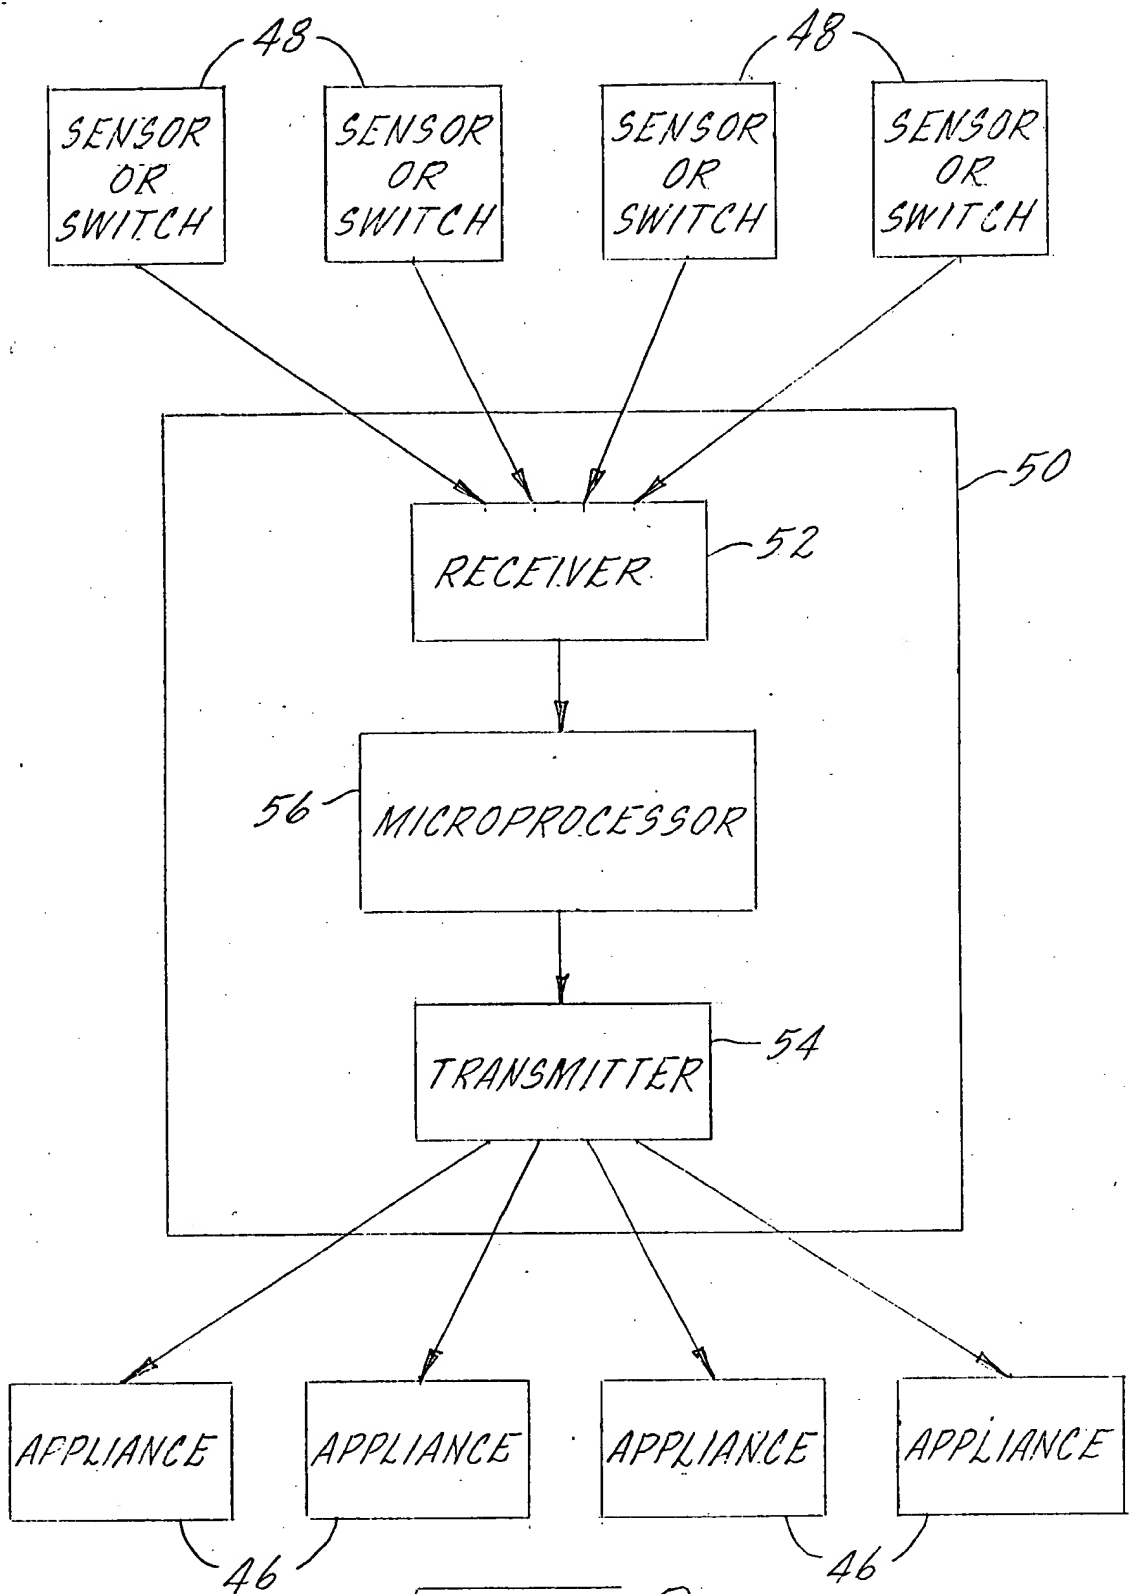 48 48
SENSOR OR SWITCH
SENSOR OR SWITCH
SENSOR OR SWITCH
SENSOR OR SWITCH
50
RECEIVER
52
56
MICROPROCESSOR
TRANSMITTER
54
APPLIANCE APPLIANCE APPLIANCE APPLIANCE
46 46